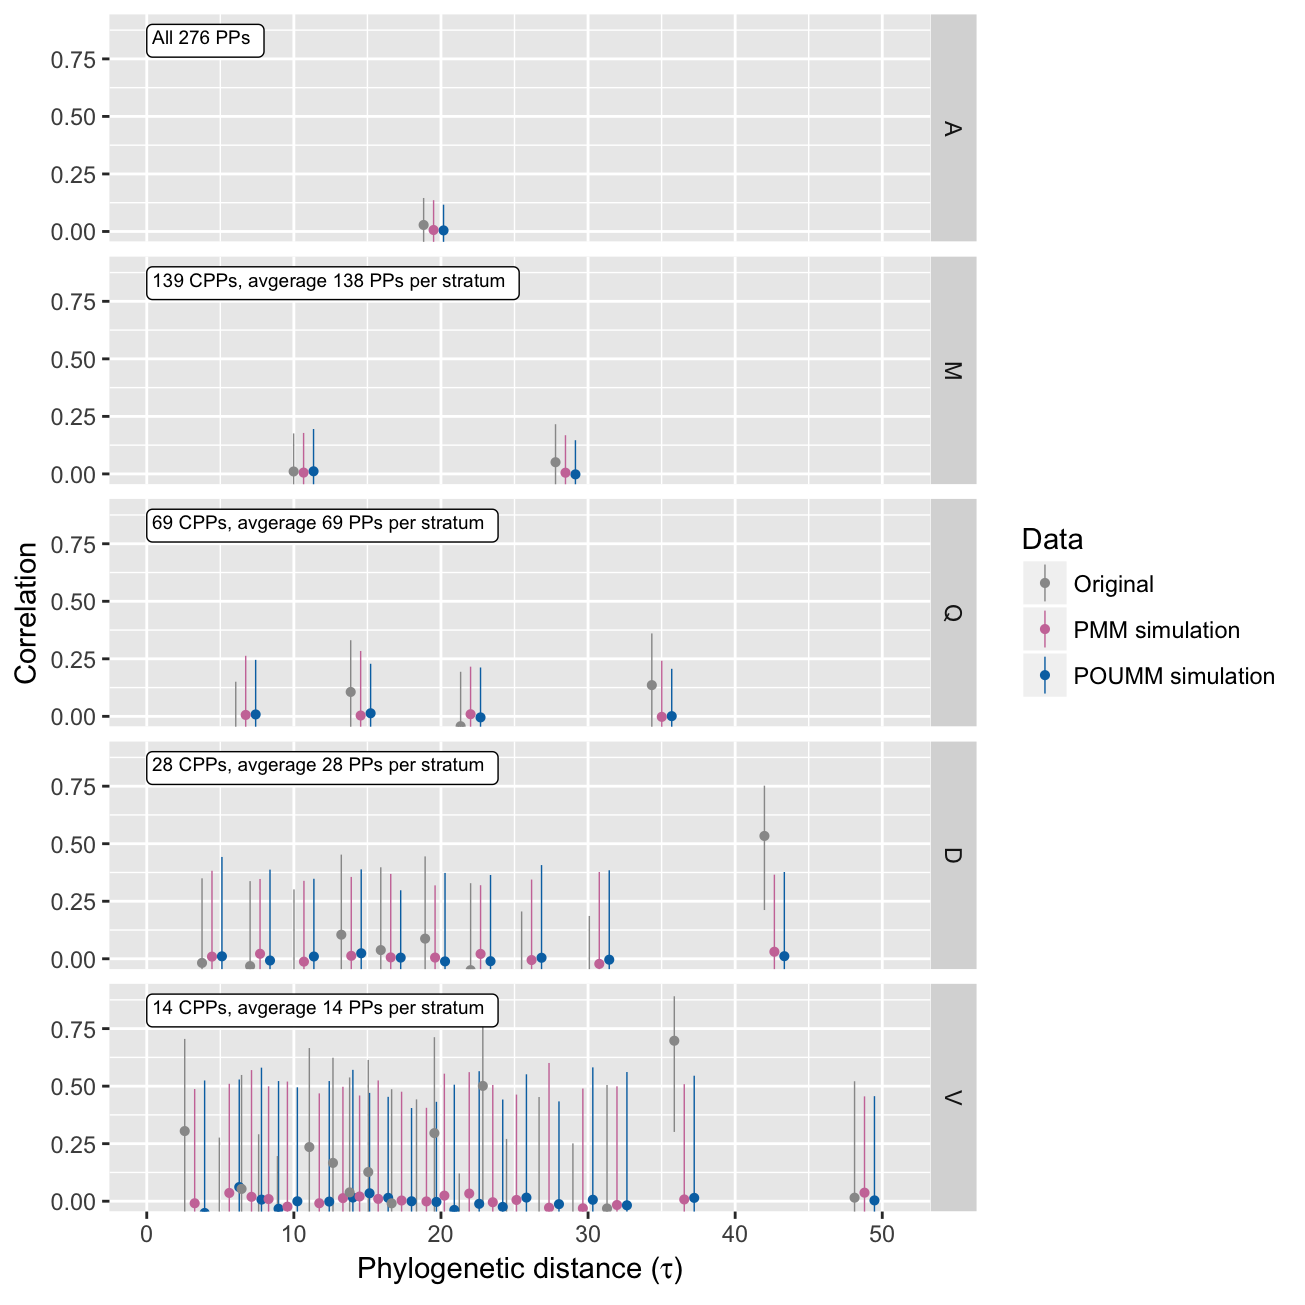 All 276 PPs
0.75
0.50
0.25
0.00
A
139 CPPs, avgerage 138 PPs per stratum
0.75
0.50
0.25
0.00
M
69 CPPs, avgerage 69 PPs per stratum
0.75
0.50
0.25
0.00
Q
28 CPPs, avgerage 28 PPs per stratum
0.75
0.50
0.25
0.00
D
14 CPPs, avgerage 14 PPs per stratum
0.75
0.50
0.25
0.00
V
0 10 20 30 40 50
Phylogenetic distance (τ)
Correlation
Data
Original
PMM simulation
POUMM simulation